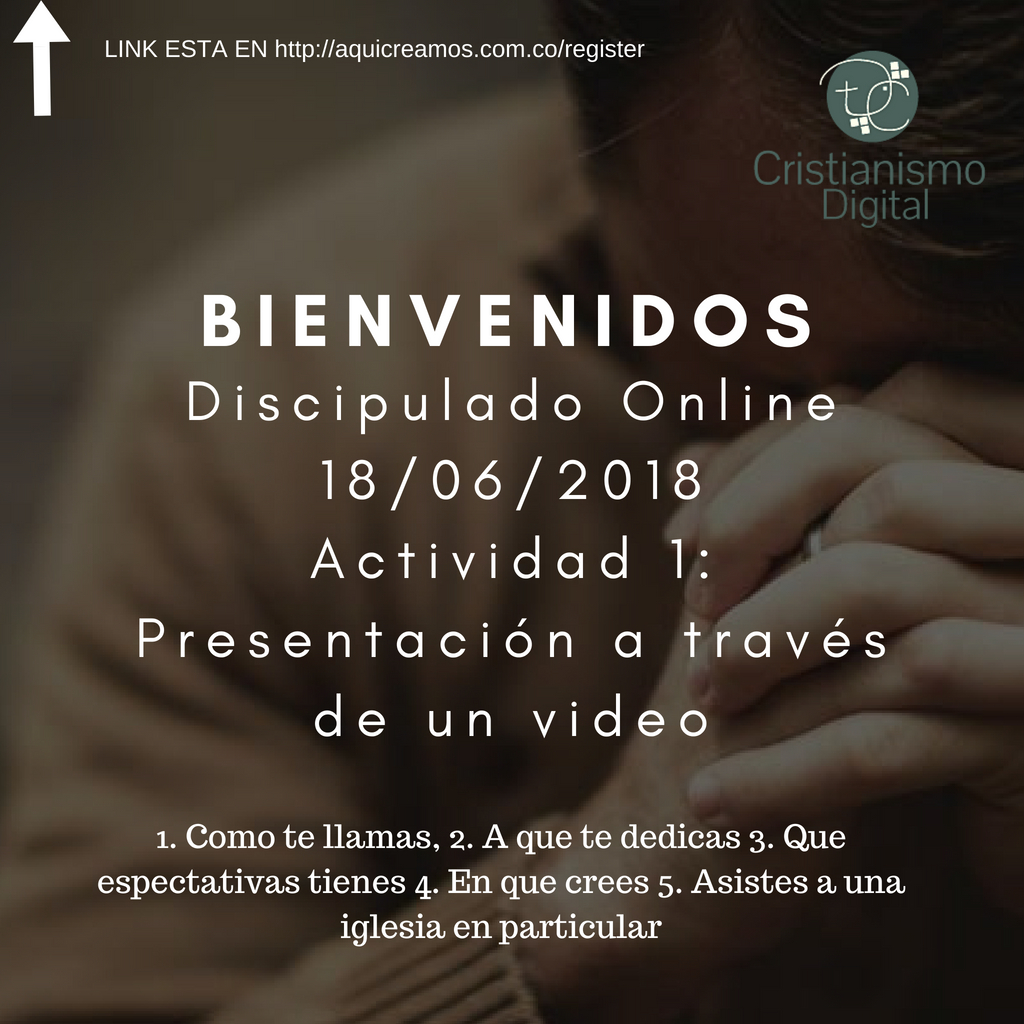 LINK ESTA EN http://aquicreamos.com.co/register
Cristianismo
Digital
BIENVENIDOS
Discipulado Online
18/06/2018
Actividad 1:
Presentación a través
de un video
1. Como te llamas, 2. A que te dedicas 3. Que
espectativas tienes 4. En que crees 5. Asistes a una
iglesia en particular